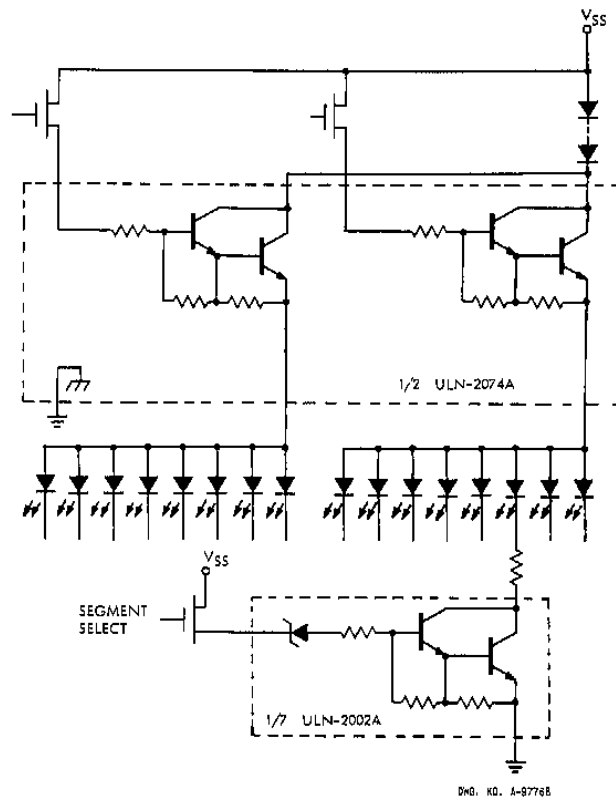 VSS
1/2 ULN-2074A
VSS
SEGMENT
SELECT
1/7 ULN-2002A
DWG. NO. A-9776B